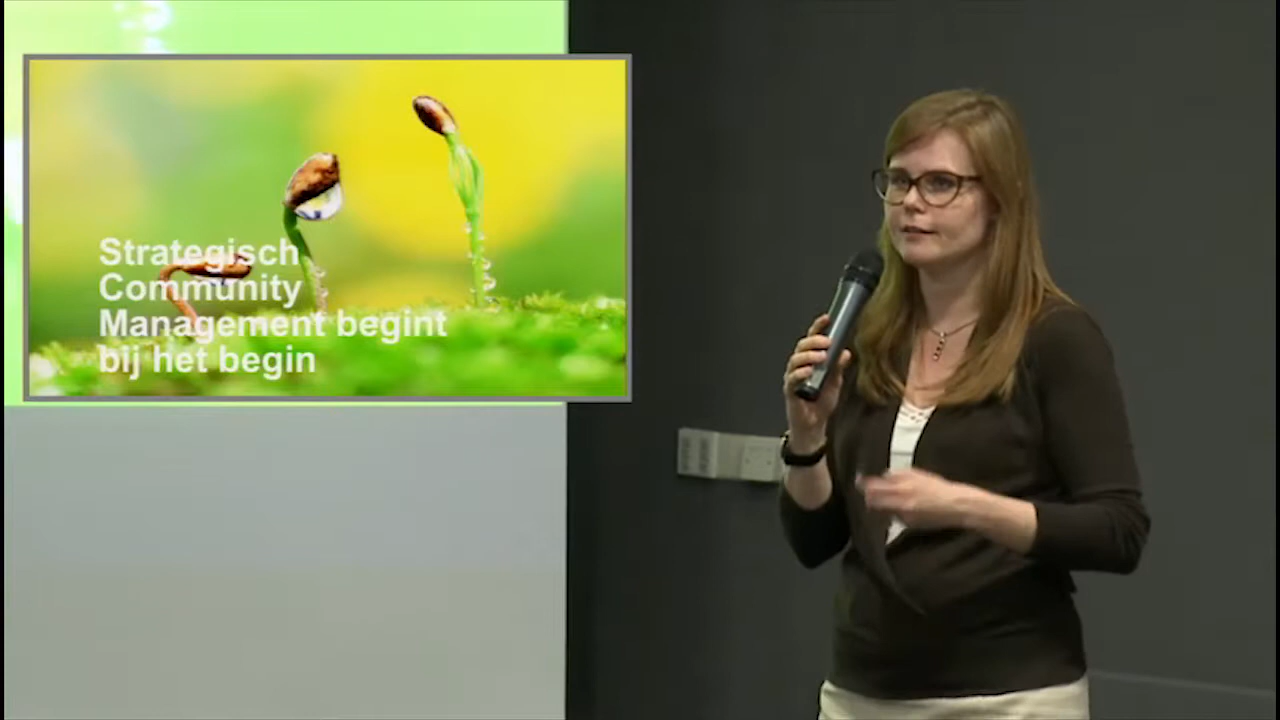 Strategisch
Community
Management begint
bij het begin